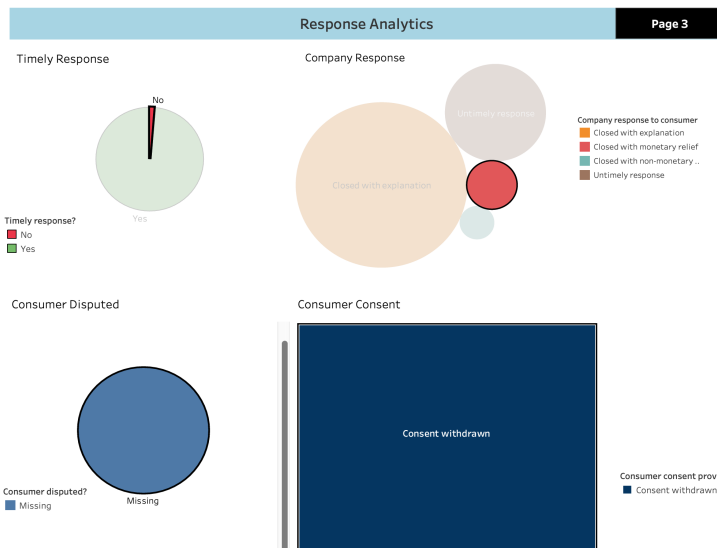 Response Analytics
Page 3
Timely Response
No
Yes
Timely response?
No
Yes
Company Response
Untimely response
Closed with explanation
Company response to consumer
Closed with explanation
Closed with monetary relief
Closed with non-monetary ..
Untimely response
Consumer Disputed
Missing
Consumer disputed?
Missing
Consumer Consent
Consent withdrawn
Consumer consent prov
Consent withdrawn